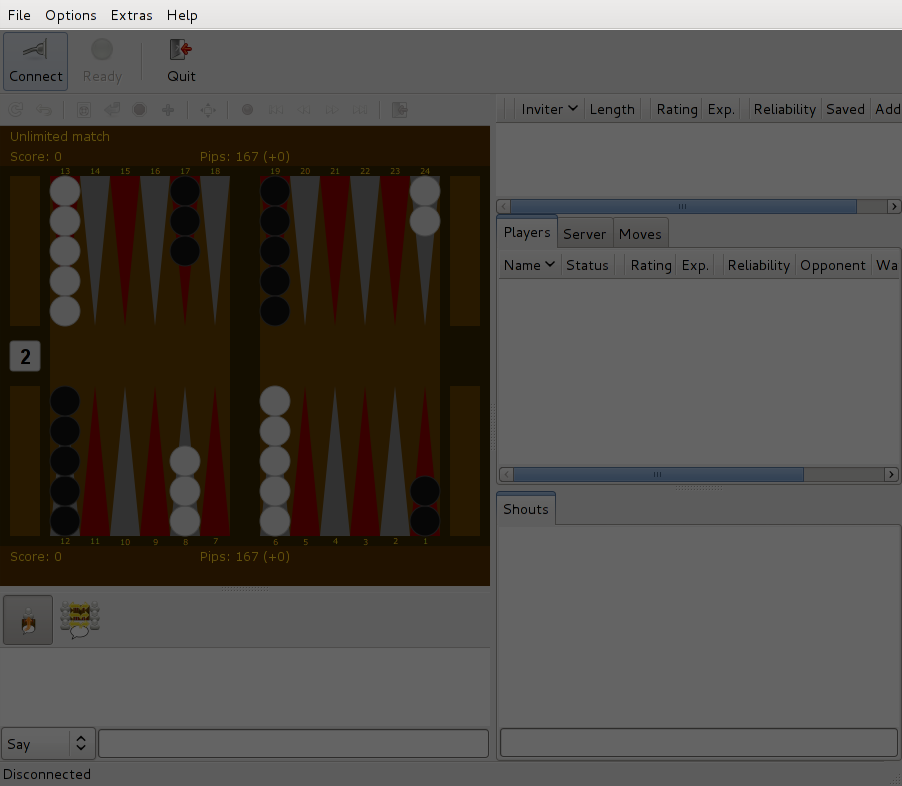 File Options Extras Help
Connect Ready Quit
Inviter Length Rating Exp. Reliability Saved Add
Unlimited match
Score: 0 Pips: 167 (+0)
13 14 15 16 17 18 19 20 21 22 23 24
Players Server Moves
Name Status Rating Exp. Reliability Opponent Wa
2
12 11 10 9 8 7 6 5 4 3 2 1
Score: 0 Pips: 167 (+0)
Shouts
Say
Disconnected